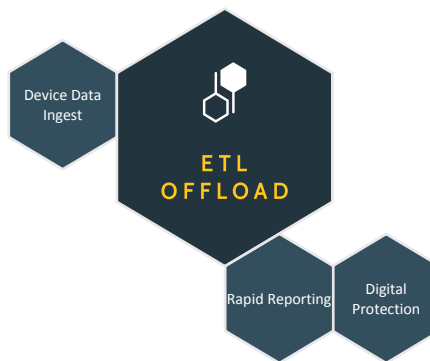 Device Data
Ingest
ETL
OFFLOAD
Rapid Reporting
Digital
Protection